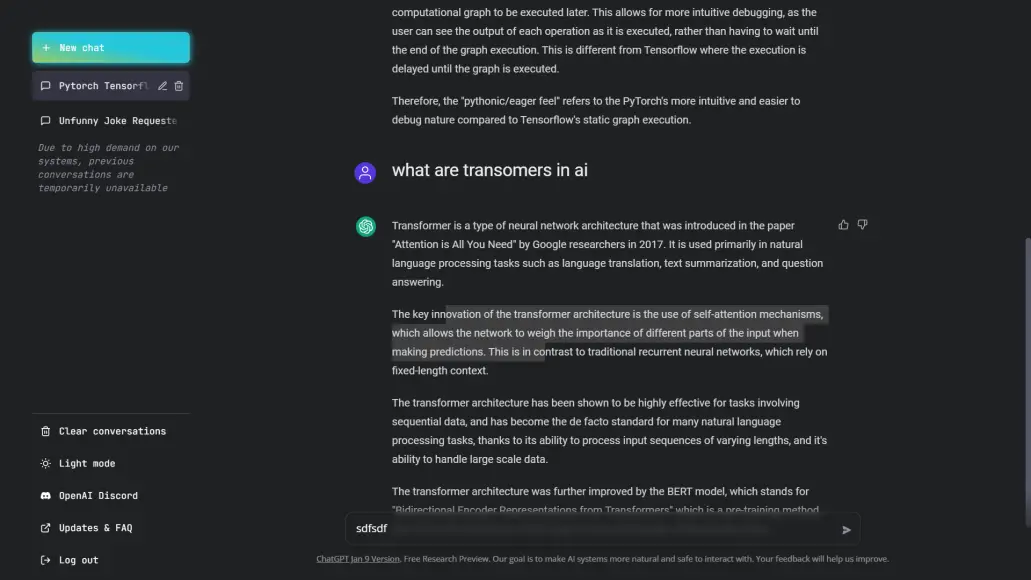 + New chat
Pytorch Tensorfl
Unfunny Joke Requeste
Due to high demand on our
systems, previous
conversations are
temporarily unavailable
Clear conversations
Light mode
OpenAI Discord
Updates & FAQ
Log out
computational graph to be executed later. This allows for more intuitive debugging, as the
user can see the output of each operation as it is executed, rather than having to wait until
the end of the graph execution. This is different from Tensorflow where the execution is
delayed until the graph is executed.
Therefore, the "pythonic/eager feel" refers to the PyTorch's more intuitive and easier to
debug nature compared to Tensorflow's static graph execution.
what are transomers in ai
Transformer is a type of neural network architecture that was introduced in the paper
"Attention is All You Need" by Google researchers in 2017. It is used primarily in natural
language processing tasks such as language translation, text summarization, and question
answering.
The key innovation of the transformer architecture is the use of self-attention mechanisms,
which allows the network to weigh the importance of different parts of the input when
making predictions. This is in contrast to traditional recurrent neural networks, which rely on
fixed-length context.
The transformer architecture has been shown to be highly effective for tasks involving
sequential data, and has become the de facto standard for many natural language
processing tasks, thanks to its ability to process input sequences of varying lengths, and it's
ability to handle large scale data.
The transformer architecture was further improved by the BERT model, which stands for
"Bidirectional Encoder Representations from Transformers" which is a pre-training method
sdfsdf
ChatGPT Jan 9 Version. Free Research Preview. Our goal is to make AI systems more natural and safe to interact with. Your feedback will help us improve.